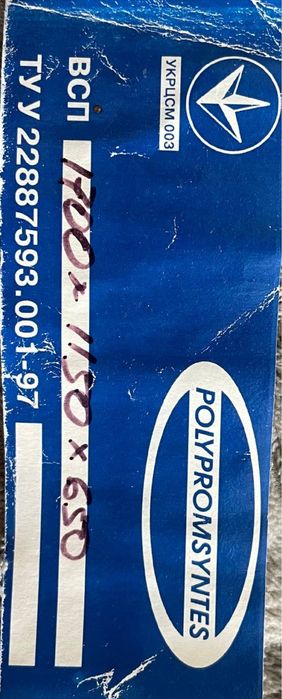 УКРЦСМ 003
POLYPROMSYNTES
ВСП 1700 x 1150 x 650
ТУ У 22887593.001-97